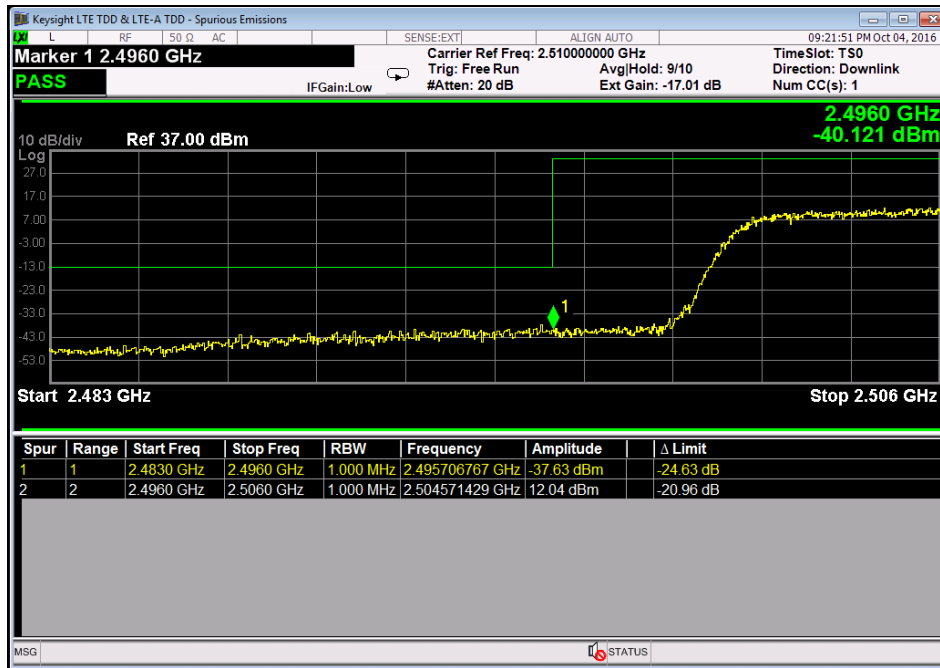 Keysight LTE TDD & LTE-A TDD - Spurious Emissions
LXI L RF 50 Ω AC SENSE:EXT ALIGN AUTO 09:21:51 PM Oct 04, 2016
Marker 1 2.4960 GHz
Carrier Ref Freq: 2.510000000 GHz TimeSlot: TS0
Trig: Free Run Avg|Hold: 9/10 Direction: Downlink
PASS IFGain:Low #Atten: 20 dB Ext Gain: -17.01 dB Num CC(s): 1
2.4960 GHz
10 dB/div Ref 37.00 dBm -40.121 dBm
Log
27.0
17.0
7.00
-3.00
-13.0
-23.0
-33.0
1
-43.0
-53.0
Start 2.483 GHz Stop 2.506 GHz
Spur Range Start Freq Stop Freq RBW Frequency Amplitude Δ Limit
1 1 2.4830 GHz 2.4960 GHz 1.000 MHz 2.495706767 GHz -37.63 dBm -24.63 dB
2 2 2.4960 GHz 2.5060 GHz 1.000 MHz 2.504571429 GHz 12.04 dBm -20.96 dB
MSG STATUS